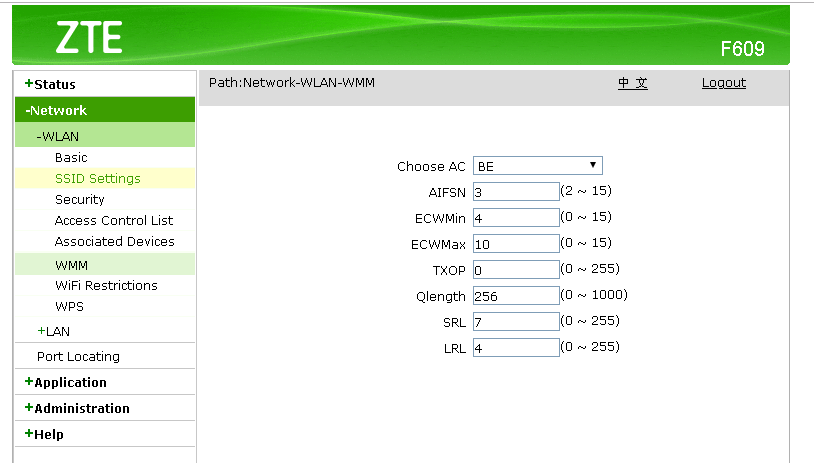 ZTE
F609
+Status
Path:Network-WLAN-WMM 中 文 Logout
-Network
-WLAN
Basic
SSID Settings
Security
Access Control List
Associated Devices
WMM
WiFi Restrictions
WPS
+LAN
Port Locating
+Application
+Administration
+Help
Choose AC BE
AIFSN 3 (2 ~ 15)
ECWMin 4 (0 ~ 15)
ECWMax 10 (0 ~ 15)
TXOP 0 (0 ~ 255)
Qlength 256 (0 ~ 1000)
SRL 7 (0 ~ 255)
LRL 4 (0 ~ 255)